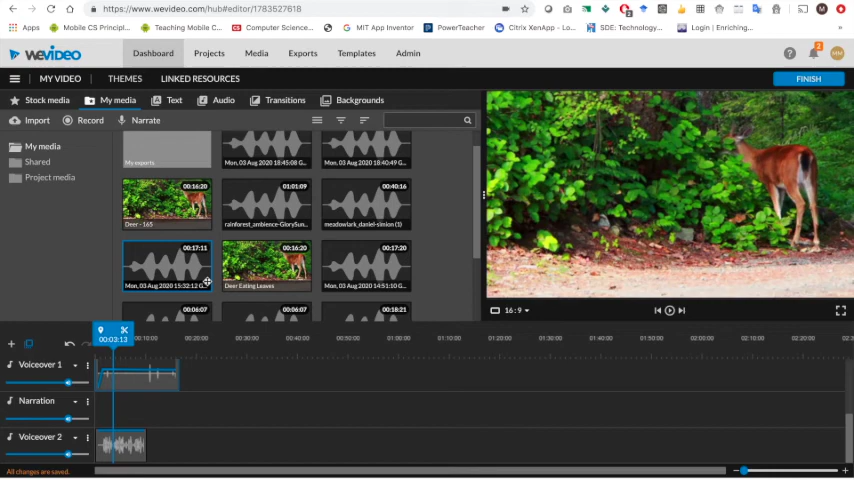 https://www.wevideo.com/hub#editor/1783527618
Apps Mobile CS Princípl... Teaching Mobile C... Computer Science... MIT App Inventor PowerTeacher Citrix XenApp - Lo... SDE: Technology... Login | Enriching...
wevideo Dashboard Projects Media Exports Templates Admin ? 2 MM
MY VIDEO THEMES LINKED RESOURCES FINISH
Stock media My media Text Audio Transitions Backgrounds
Import Record Narrate
My media
Shared
Project media
My exports Mon, 03 Aug 2020 18:45:08 G... Mon, 03 Aug 2020 18:40:49 G...
00:16:20 01:01:09 00:40:16
Deer - 165 rainforest_ambience-GlorySun... meadowlark_daniel-simion (1)
00:17:11 00:16:20 00:17:20
Mon, 03 Aug 2020 15:32:12 G... Deer Eating Leaves Mon, 03 Aug 2020 14:51:10 G...
00:06:07 00:06:07 00:18:21
16:9
00:03:13 00:10:00 00:20:00 00:30:00 00:40:00 00:50:00 01:00:00 01:10:00 01:20:00 01:30:00 01:40:00 01:50:00 02:00:00 02:10:00 02:20:00
Voiceover 1
Narration
Voiceover 2
All changes are saved.